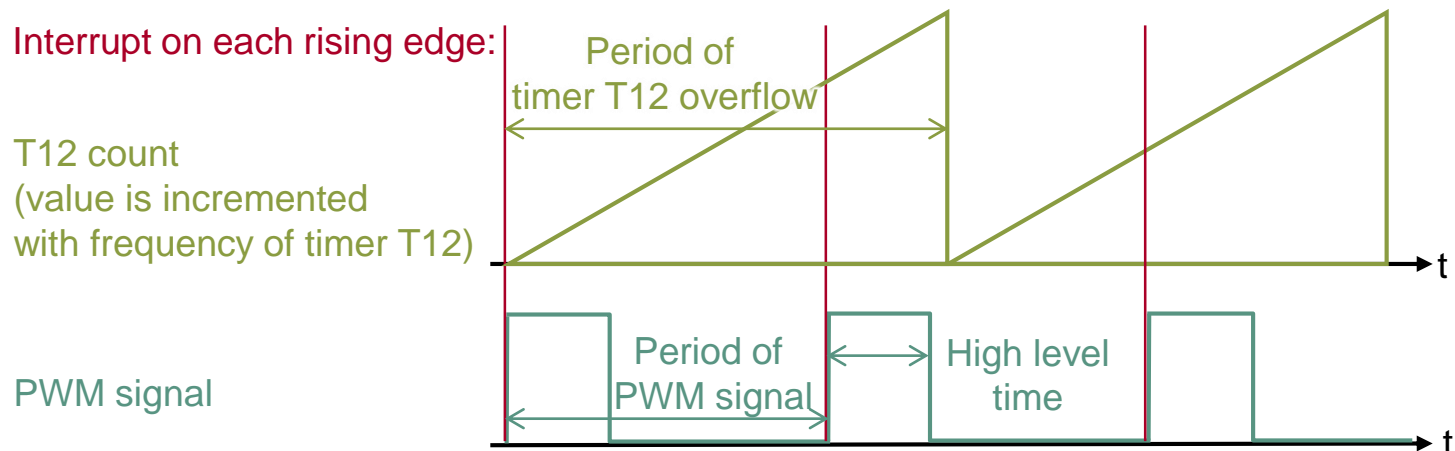 Interrupt on each rising edge:
Period of
timer T12 overflow
T12 count
(value is incremented
with frequency of timer T12)
t
Period of
PWM signal
High level
time
PWM signal
t